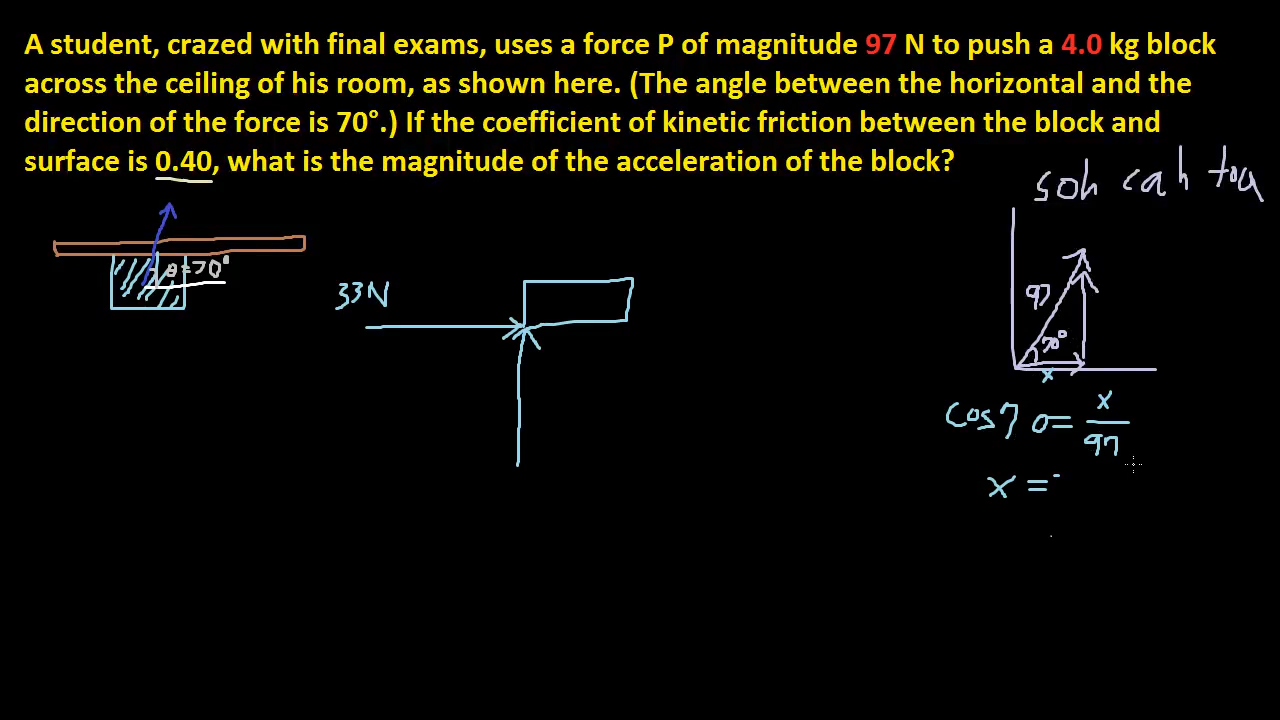 A student, crazed with final exams, uses a force P of magnitude 97 N to push a 4.0 kg block
across the ceiling of his room, as shown here. (The angle between the horizontal and the
direction of the force is 70°.) If the coefficient of kinetic friction between the block and
surface is 0.40, what is the magnitude of the acceleration of the block?
soh cah toa
θ=70°
33N
97
70°
x
cos70=x/97
x =